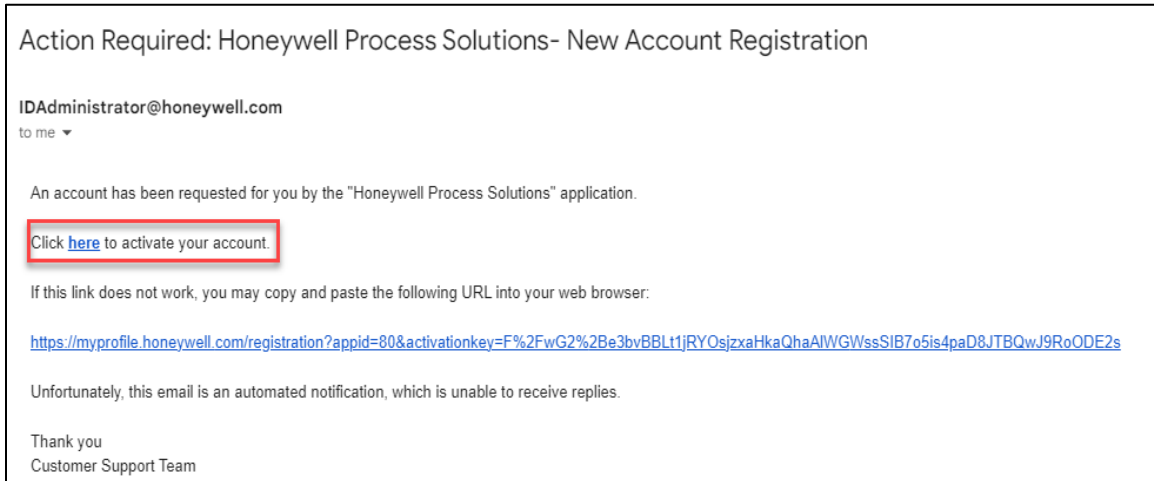 Action Required: Honeywell Process Solutions- New Account Registration
IDAdministrator@honeywell.com
to me
An account has been requested for you by the "Honeywell Process Solutions" application.
Click here to activate your account.
If this link does not work, you may copy and paste the following URL into your web browser:
https://myprofile.honeywell.com/registration?appid=80&activationkey=F%2FwG2%2Be3bvBBLt1jRYOsjzxaHkaQhaAlWGWssSIB7o5is4paD8JTBQwJ9RoODE2s
Unfortunately, this email is an automated notification, which is unable to receive replies.
Thank you
Customer Support Team